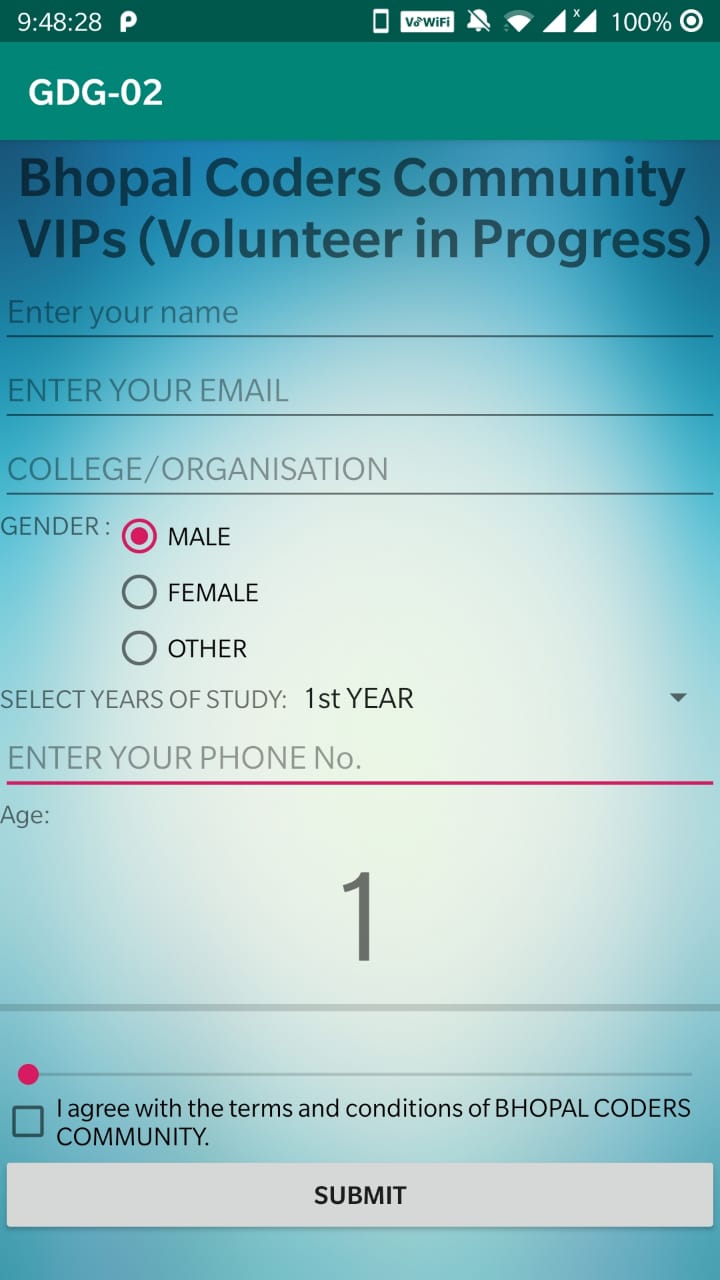 9:48:28 VoWiFi x 100%
GDG-02
Bhopal Coders Community
VIPs (Volunteer in Progress)
Enter your name
ENTER YOUR EMAIL
COLLEGE/ORGANISATION
GENDER : MALE
FEMALE
OTHER
SELECT YEARS OF STUDY: 1st YEAR
ENTER YOUR PHONE No.
Age:
1
I agree with the terms and conditions of BHOPAL CODERS
COMMUNITY.
SUBMIT